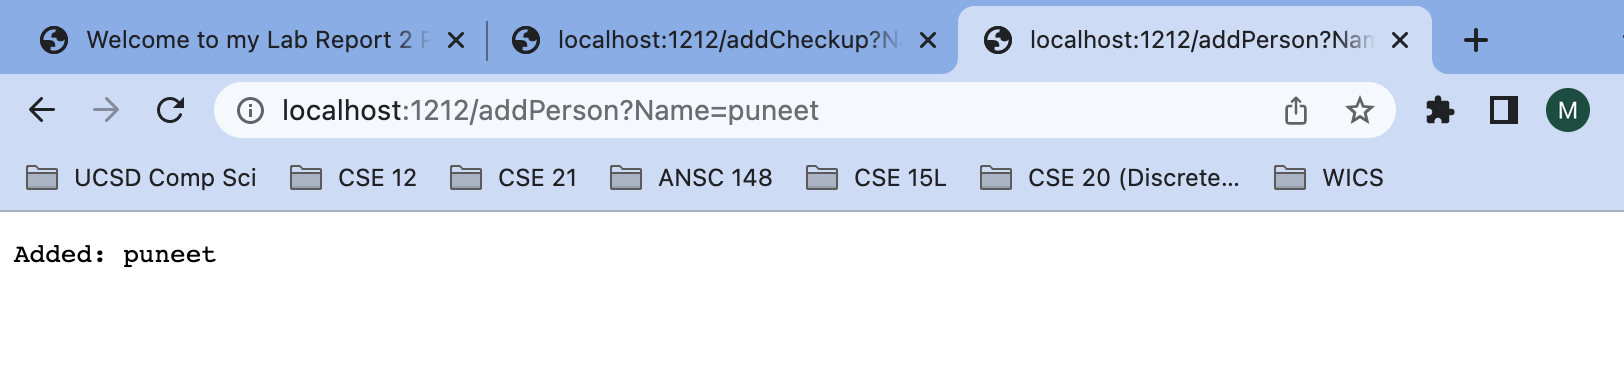 Welcome to my Lab Report 2
localhost:1212/addCheckup?N
localhost:1212/addPerson?Nan
localhost:1212/addPerson?Name=puneet
M
UCSD Comp Sci
CSE 12
CSE 21
ANSC 148
CSE 15L
CSE 20 (Discrete...
WICS
Added: puneet